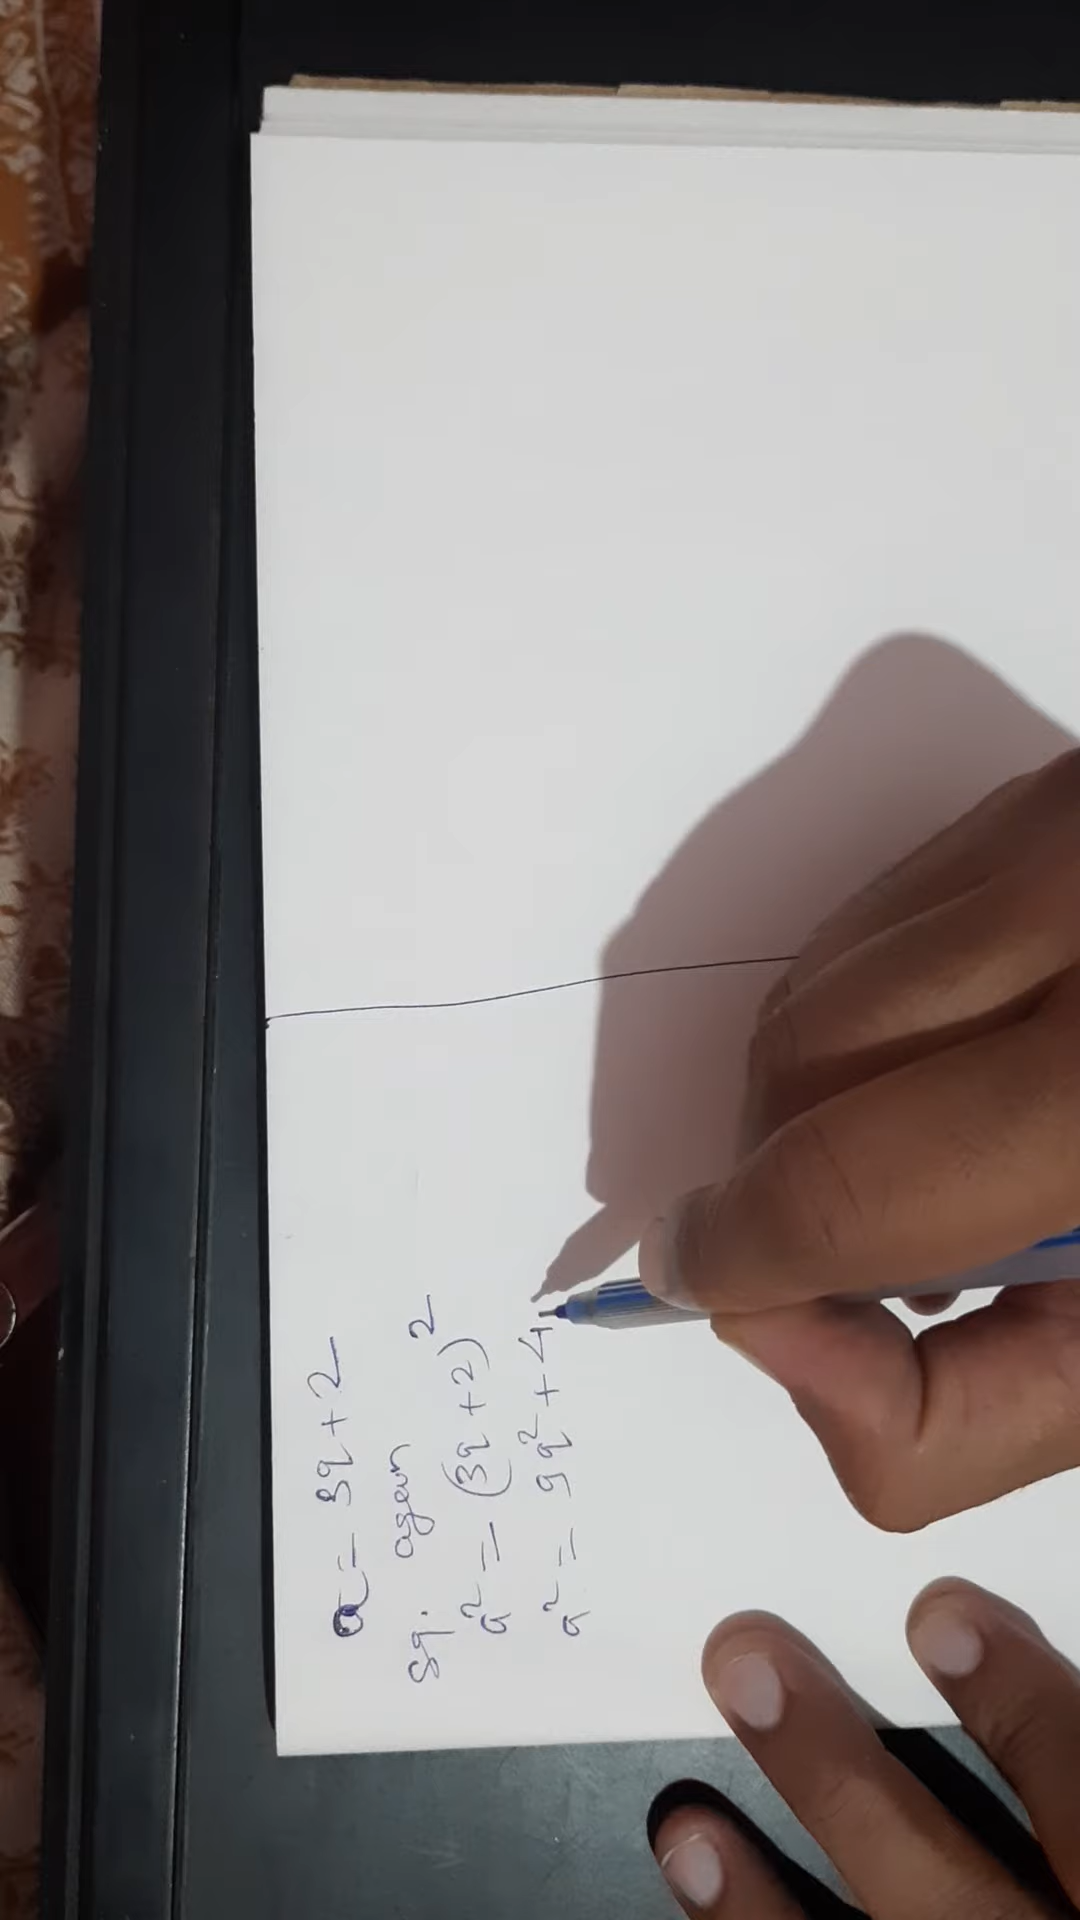 a = 3q + 2
Sq. again
a² = (3q + 2)²
a² = 9q² + 4